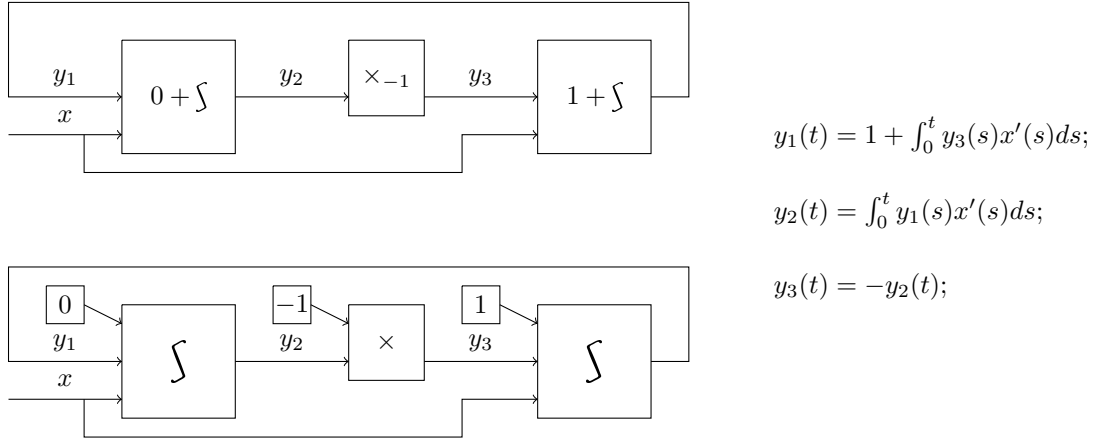 y₁ y₂ y₃
0 + ∫ ×₋₁ 1 + ∫
x
y₁(t) = 1 + ∫₀ᵗ y₃(s)x′(s)ds;
y₂(t) = ∫₀ᵗ y₁(s)x′(s)ds;
y₃(t) = −y₂(t);
0 −1 1
y₁ y₂ y₃
∫ × ∫
x